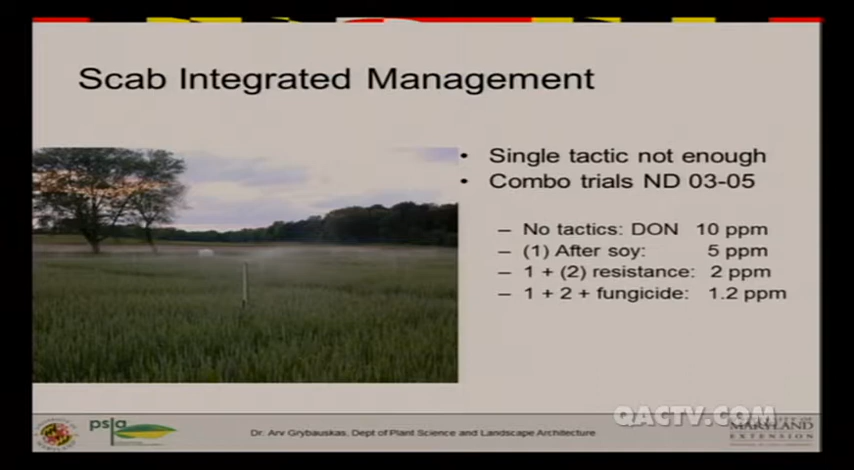 Scab Integrated Management
• Single tactic not enough
• Combo trials ND 03-05
– No tactics: DON 10 ppm
– (1) After soy: 5 ppm
– 1 + (2) resistance: 2 ppm
– 1 + 2 + fungicide: 1.2 ppm
psla
Dr. Arv Grybauskas, Dept of Plant Science and Landscape Architecture
QACTV.COM
MARYLAND
EXTENSION